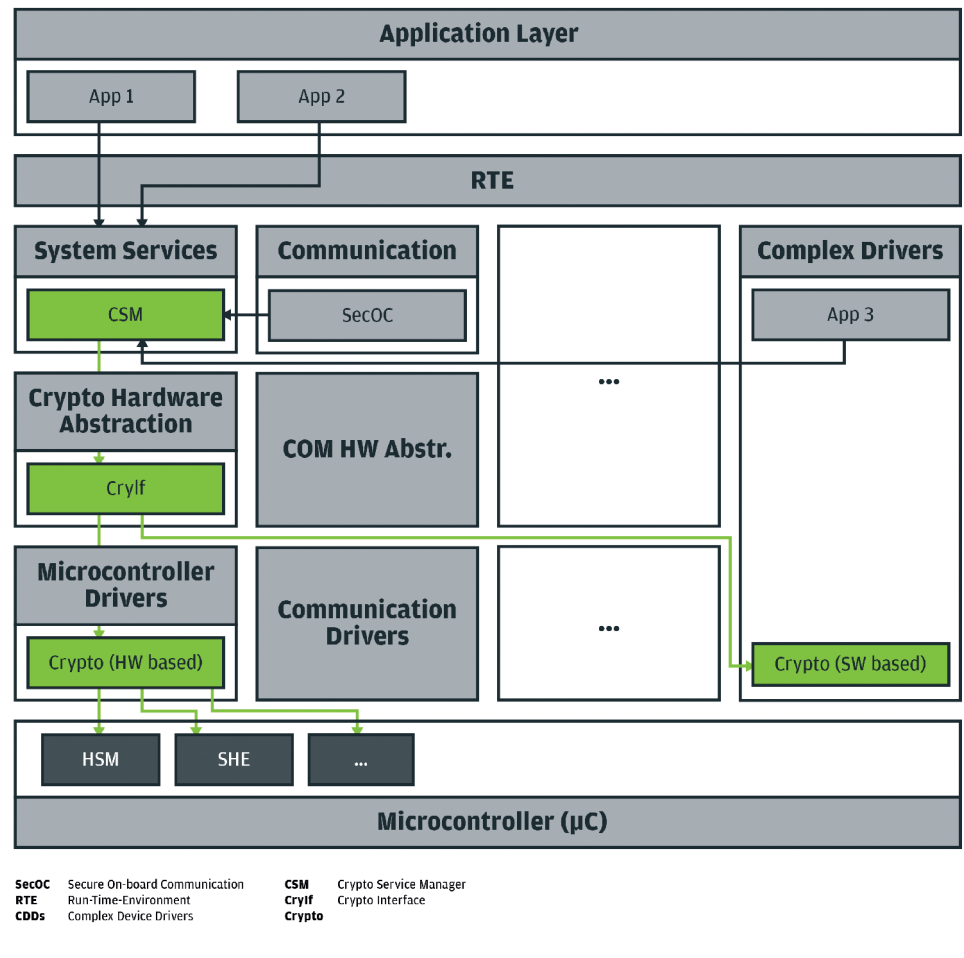 Application Layer
App 1
App 2
RTE
System Services
Communication
Complex Drivers
CSM
SecOC
App 3
...
Crypto Hardware
Abstraction
COM HW Abstr.
CryIf
Microcontroller
Drivers
Communication
Drivers
...
Crypto (HW based)
Crypto (SW based)
HSM
SHE
...
Microcontroller (µC)
SecOC Secure On-board Communication
RTE Run-Time-Environment
CDDs Complex Device Drivers
CSM Crypto Service Manager
CryIf Crypto Interface
Crypto